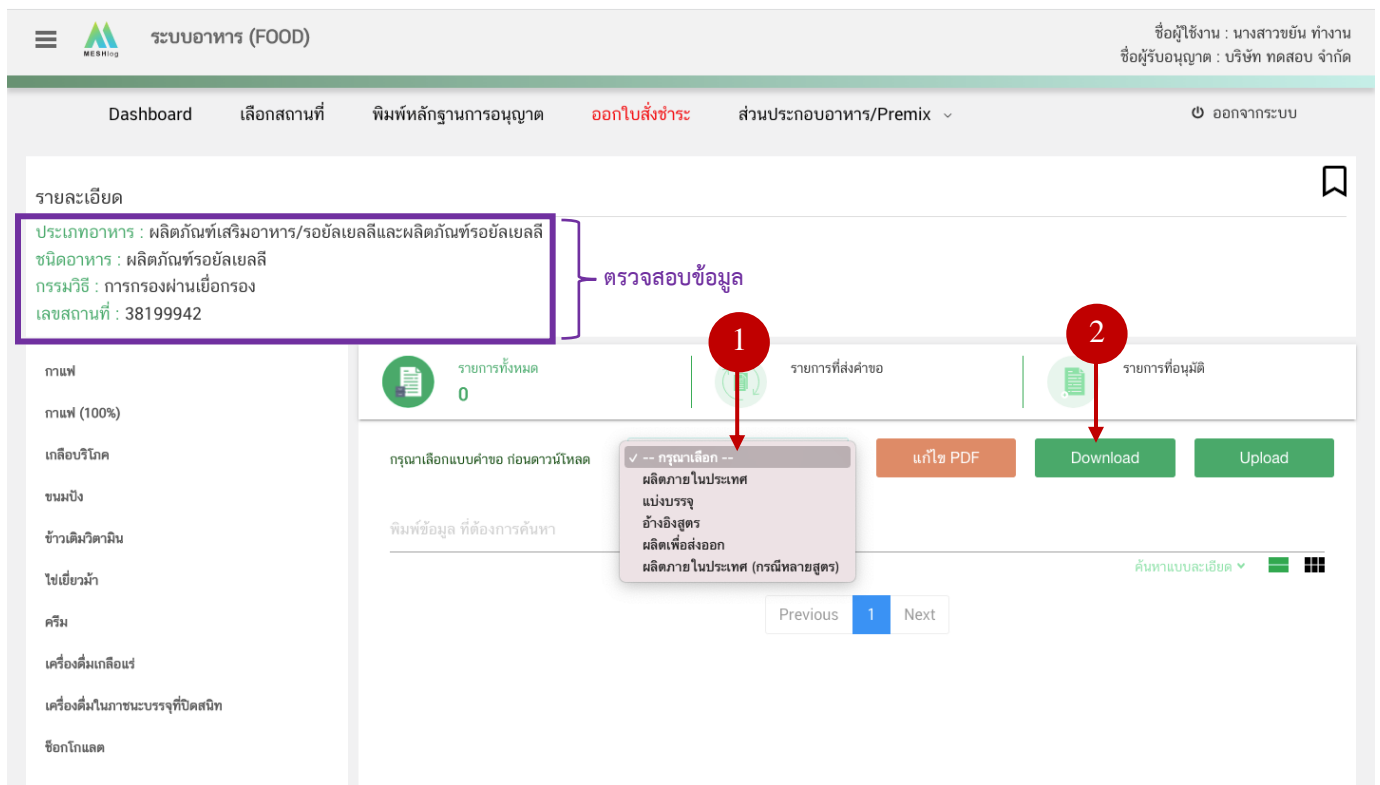 MESHlog
ระบบอาหาร (FOOD)
ชื่อผู้ใช้งาน : นางสาวขยัน ทำงาน
ชื่อผู้รับอนุญาต : บริษัท ทดสอบ จำกัด
Dashboard เลือกสถานที่ พิมพ์หลักฐานการอนุญาต ออกใบสั่งชำระ ส่วนประกอบอาหาร/Premix ออกจากระบบ
รายละเอียด
ประเภทอาหาร : ผลิตภัณฑ์เสริมอาหาร/รอยัลเยลลีและผลิตภัณฑ์รอยัลเยลลี
ชนิดอาหาร : ผลิตภัณฑ์รอยัลเยลลี
กรรมวิธี : การกรองผ่านเยื่อกรอง
เลขสถานที่ : 38199942
ตรวจสอบข้อมูล
1
2
กาแฟ
กาแฟ (100%)
เกลือบริโภค
ขนมปัง
ข้าวเติมวิตามิน
ไข่เยี่ยวม้า
ครีม
เครื่องดื่มเกลือแร่
เครื่องดื่มในภาชนะบรรจุที่ปิดสนิท
ช็อกโกแลต
รายการทั้งหมด
0
รายการที่ส่งคำขอ
รายการที่อนุมัติ
กรุณาเลือกแบบคำขอ ก่อนดาวน์โหลด
✓ -- กรุณาเลือก --
ผลิตภายในประเทศ
แบ่งบรรจุ
อ้างอิงสูตร
ผลิตเพื่อส่งออก
ผลิตภายในประเทศ (กรณีหลายสูตร)
แก้ไข PDF Download Upload
พิมพ์ข้อมูล ที่ต้องการค้นหา
ค้นหาแบบละเอียด
Previous 1 Next